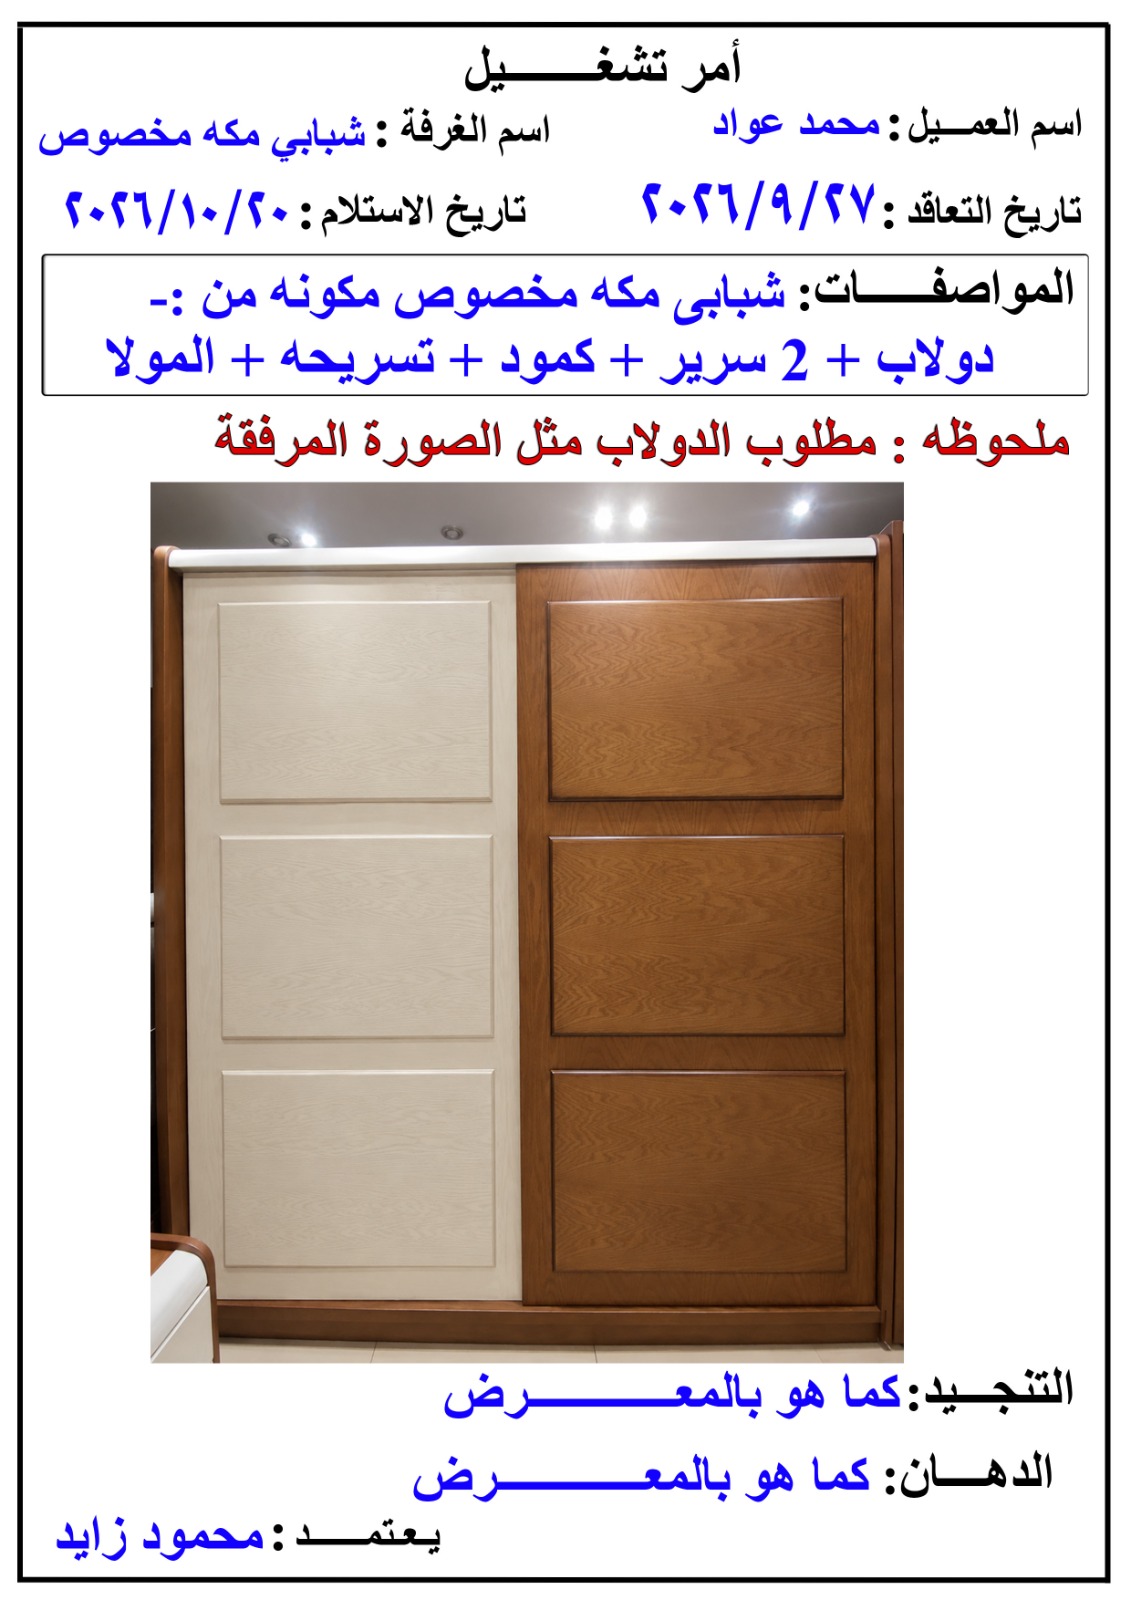 أمر تشغـــــــيل
اسم العمـــيل : محمد عواد
اسم الغرفة : شبابي مكه مخصوص
تاريخ التعاقد : ٢٠٢٦/٩/٢٧
تاريخ الاستلام : ٢٠٢٦/١٠/٢٠
المواصفـــــات: شبابى مكه مخصوص مكونه من :-
دولاب + 2 سرير + كمود + تسريحه + المولا
ملحوظه : مطلوب الدولاب مثل الصورة المرفقة
التنجـــيد: كما هو بالمعــــــــــرض
الدهـــان: كما هو بالمعــــــــــرض
يـعـتمـــــد : محمود زايد